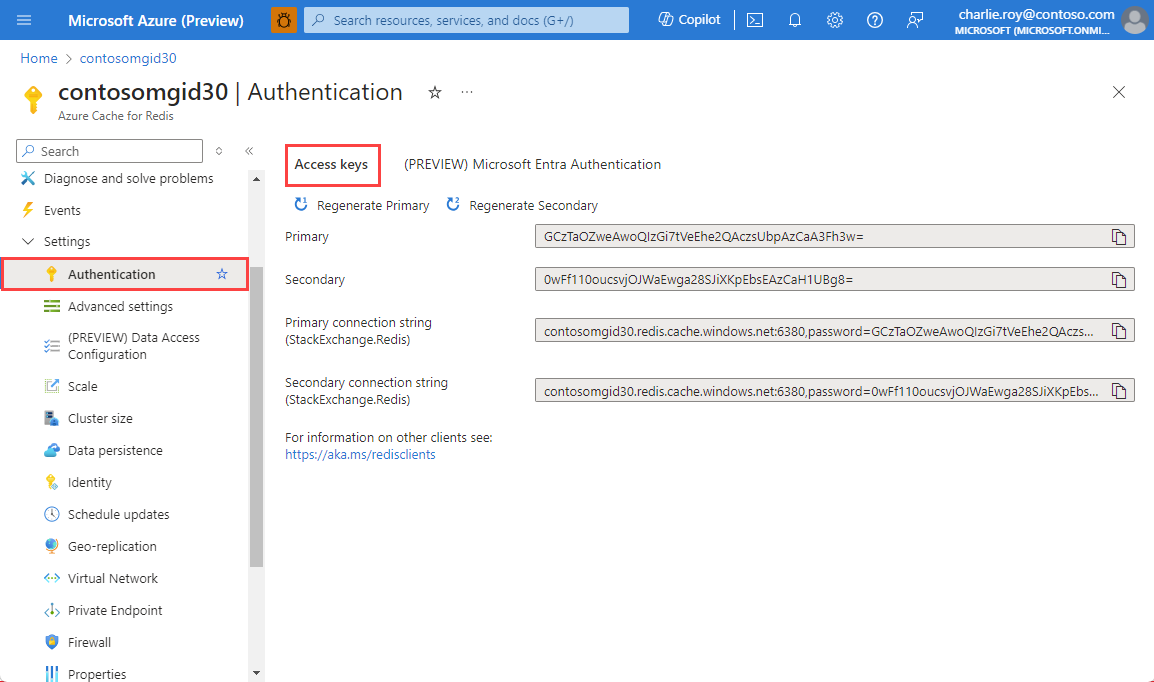 Microsoft Azure (Preview)
Search resources, services, and docs (G+/)
Copilot
charlie.roy@contoso.com
MICROSOFT (MICROSOFT.ONMI...
Home > contosomgid30
contosomgid30 | Authentication
Azure Cache for Redis
Search
Diagnose and solve problems
Events
Settings
Authentication
Advanced settings
(PREVIEW) Data Access
Configuration
Scale
Cluster size
Data persistence
Identity
Schedule updates
Geo-replication
Virtual Network
Private Endpoint
Firewall
Properties
Access keys
(PREVIEW) Microsoft Entra Authentication
Regenerate Primary
Regenerate Secondary
Primary
GCzTaOZweAwoQIzGi7tVeEhe2QAczsUbpAzCaA3Fh3w=
Secondary
0wFf110oucsvjOJWaEwga28SJiXKpEbsEAzCaH1UBg8=
Primary connection string
(StackExchange.Redis)
contosomgid30.redis.cache.windows.net:6380,password=GCzTaOZweAwoQIzGi7tVeEhe2QAczs...
Secondary connection string
(StackExchange.Redis)
contosomgid30.redis.cache.windows.net:6380,password=0wFf110oucsvjOJWaEwga28SJiXKpEbs...
For information on other clients see:
https://aka.ms/redisclients